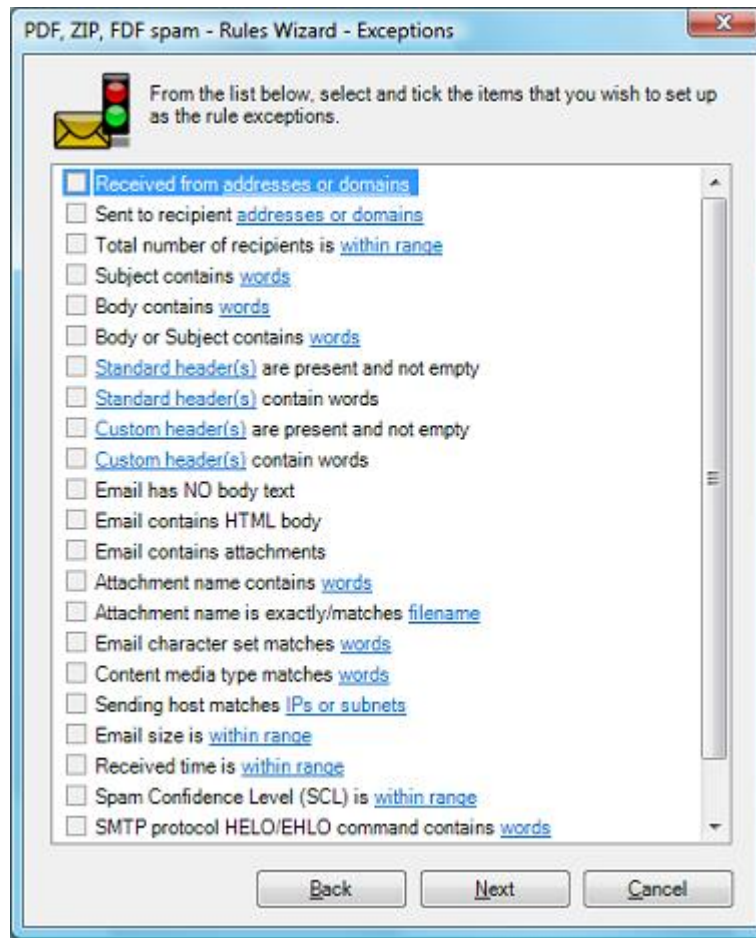 PDF, ZIP, FDF spam - Rules Wizard - Exceptions
From the list below, select and tick the items that you wish to set up
as the rule exceptions.
Received from addresses or domains
Sent to recipient addresses or domains
Total number of recipients is within range
Subject contains words
Body contains words
Body or Subject contains words
Standard header(s) are present and not empty
Standard header(s) contain words
Custom header(s) are present and not empty
Custom header(s) contain words
Email has NO body text
Email contains HTML body
Email contains attachments
Attachment name contains words
Attachment name is exactly/matches filename
Email character set matches words
Content media type matches words
Sending host matches IPs or subnets
Email size is within range
Received time is within range
Spam Confidence Level (SCL) is within range
SMTP protocol HELO/EHLO command contains words
Back Next Cancel